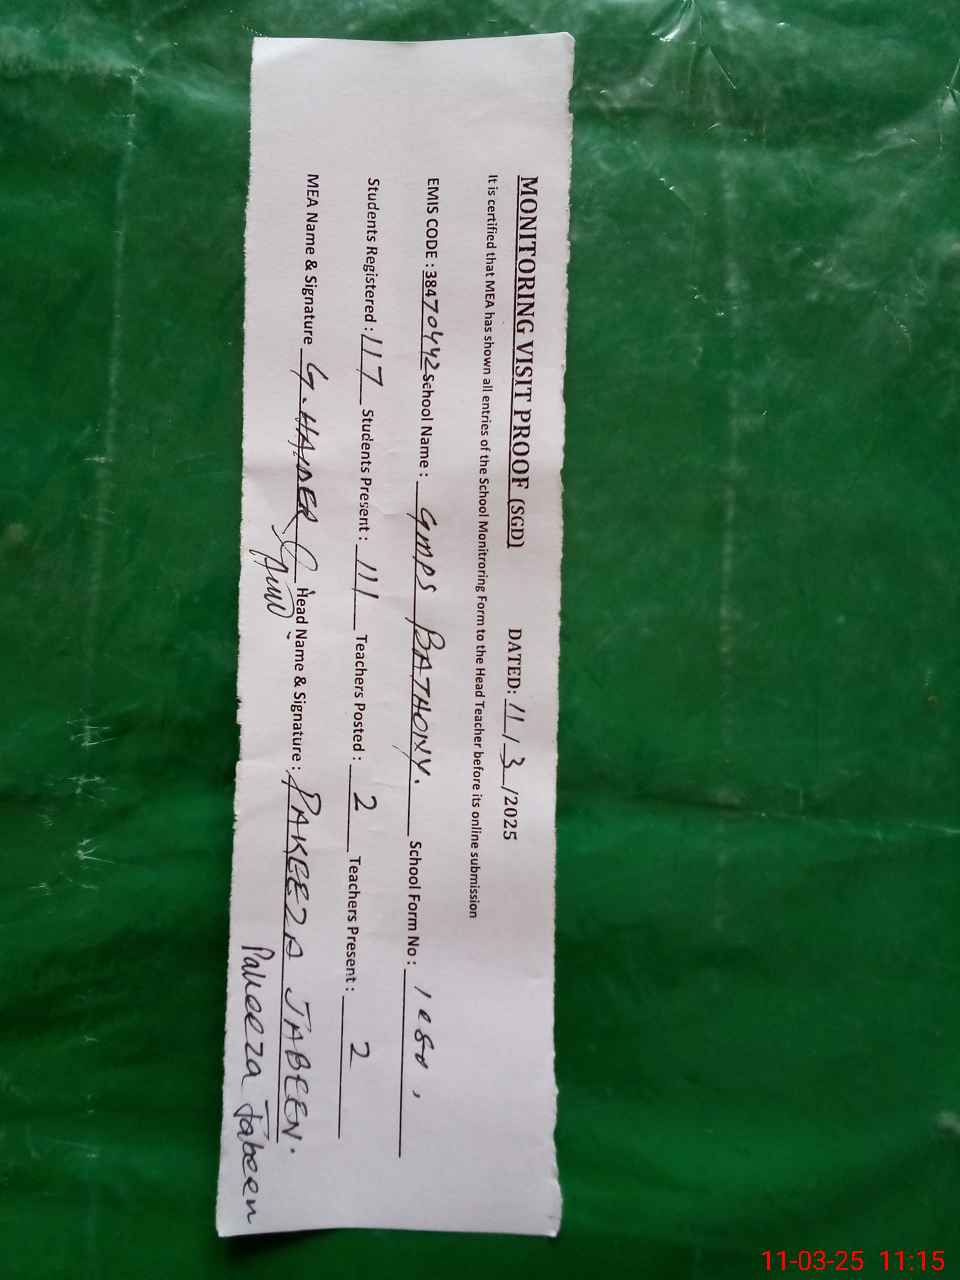 MONITORING VISIT PROOF (SGD) DATED: 11/3/2025
It is certified that MEA has shown all entries of the School Monitroring Form to the Head Teacher before its online submission
EMIS CODE : 38470442 School Name : GMPS BATHONY. School Form No :
Students Registered : 117 Students Present : 111 Teachers Posted : 2 Teachers Present : 2
MEA Name & Signature G. HAIDER Head Name & Signature : PAKEEZA JABEEN.
Pakeeza Jabeen
11-03-25 11:15